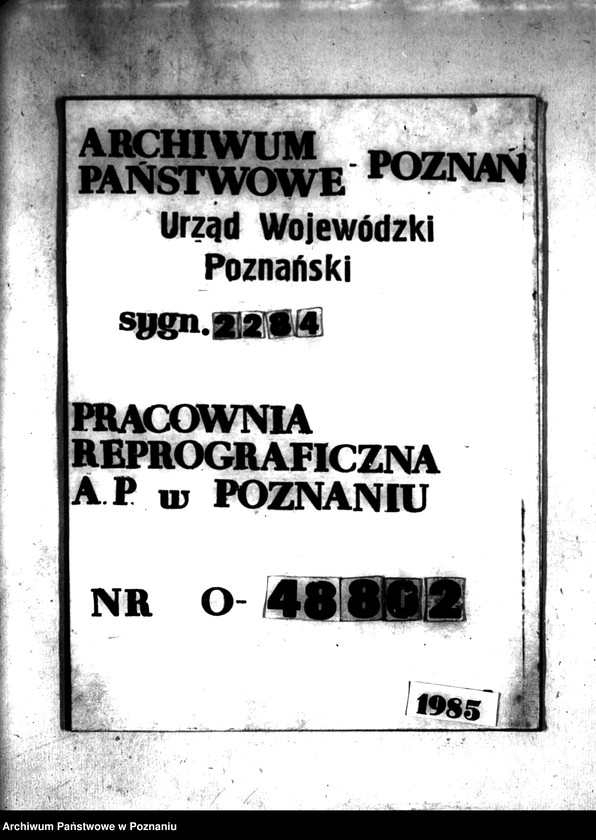 ARCHIWUM
PAŃSTWOWE - POZNAŃ
Urząd Wojewódzki
Poznański
sygn. 2284
PRACOWNIA
REPROGRAFICZNA
A.P. w POZNANIU
NR O- 48802
1985
Archiwum Państwowe w Poznaniu